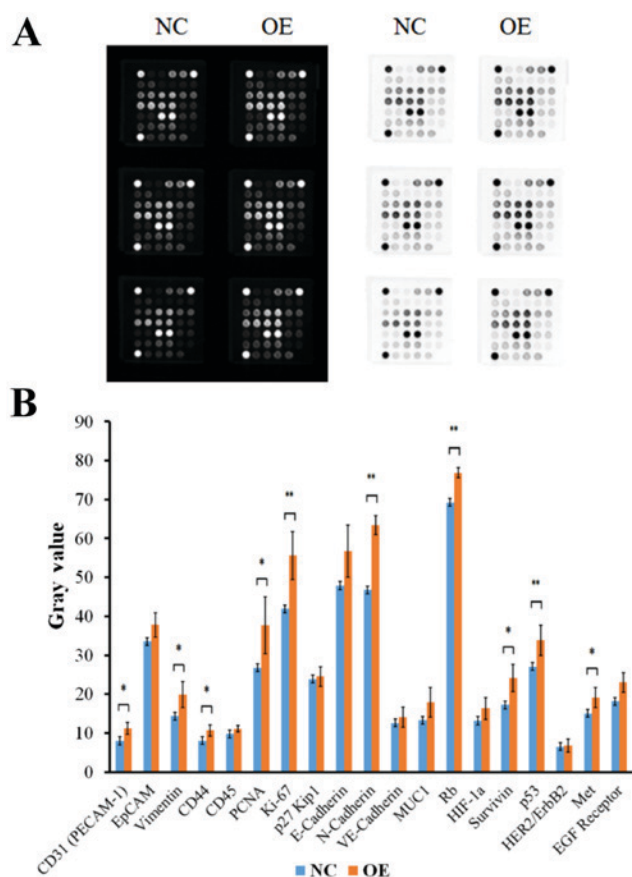 A
NC OE NC OE
B
Gray value
90
80
70
60
50
40
30
20
10
0
* * * * ** ** ** * ** *
CD31 (PECAM-1)
EpCAM
Vimentin
CD44
CD45
PCNA
Ki-67
p27 Kip1
E-Cadherin
N-Cadherin
VE-Cadherin
MUC1
Rb
HIF-1a
Survivin
p53
HER2/ErbB2
Met
EGF Receptor
NC OE